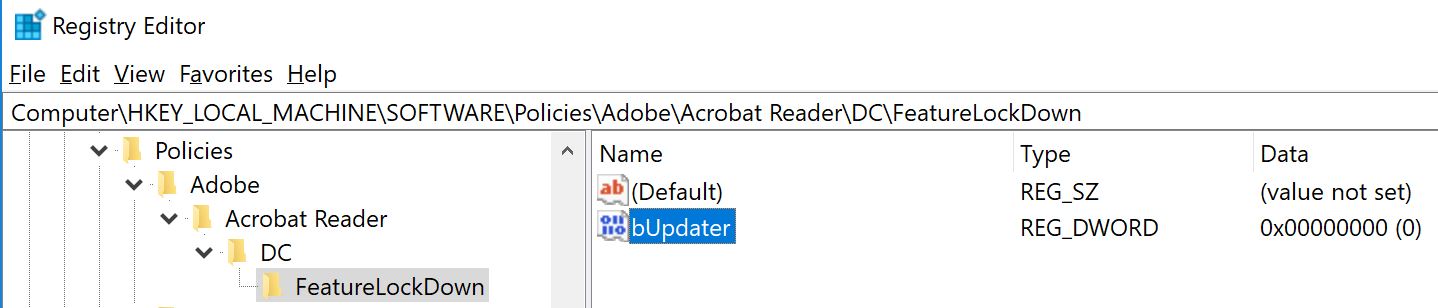 Registry Editor
File Edit View Favorites Help
Computer\HKEY_LOCAL_MACHINE\SOFTWARE\Policies\Adobe\Acrobat Reader\DC\FeatureLockDown
Policies
Adobe
Acrobat Reader
DC
FeatureLockDown
Name Type Data
(Default) REG_SZ (value not set)
bUpdater REG_DWORD 0x00000000 (0)